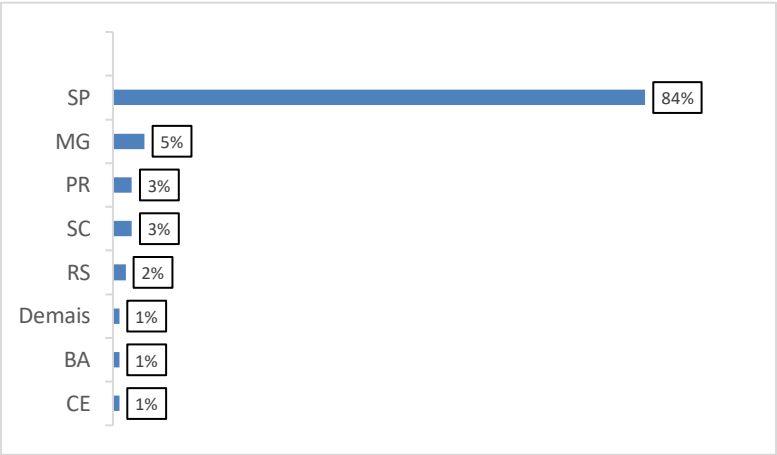 SP 84%
MG 5%
PR 3%
SC 3%
RS 2%
Demais 1%
BA 1%
CE 1%